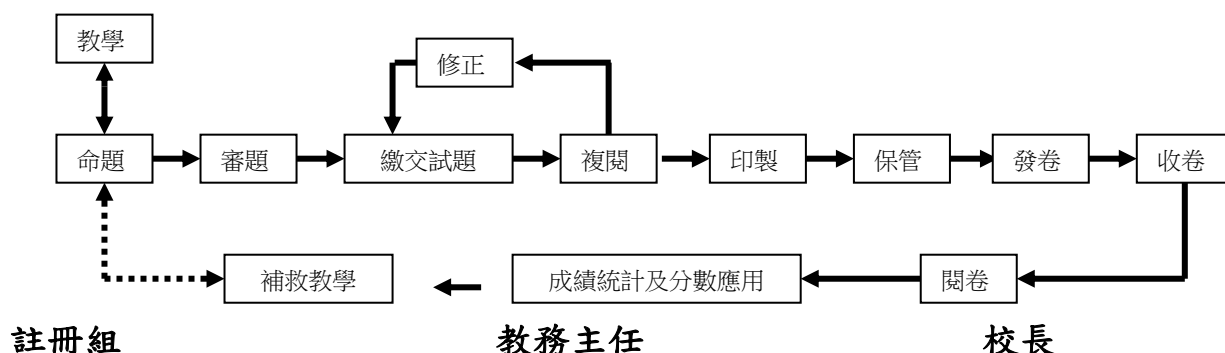 教學
修正
命題 審題 繳交試題 複閱 印製 保管 發卷 收卷
補救教學 成績統計及分數應用 閱卷
註冊組 教務主任 校長